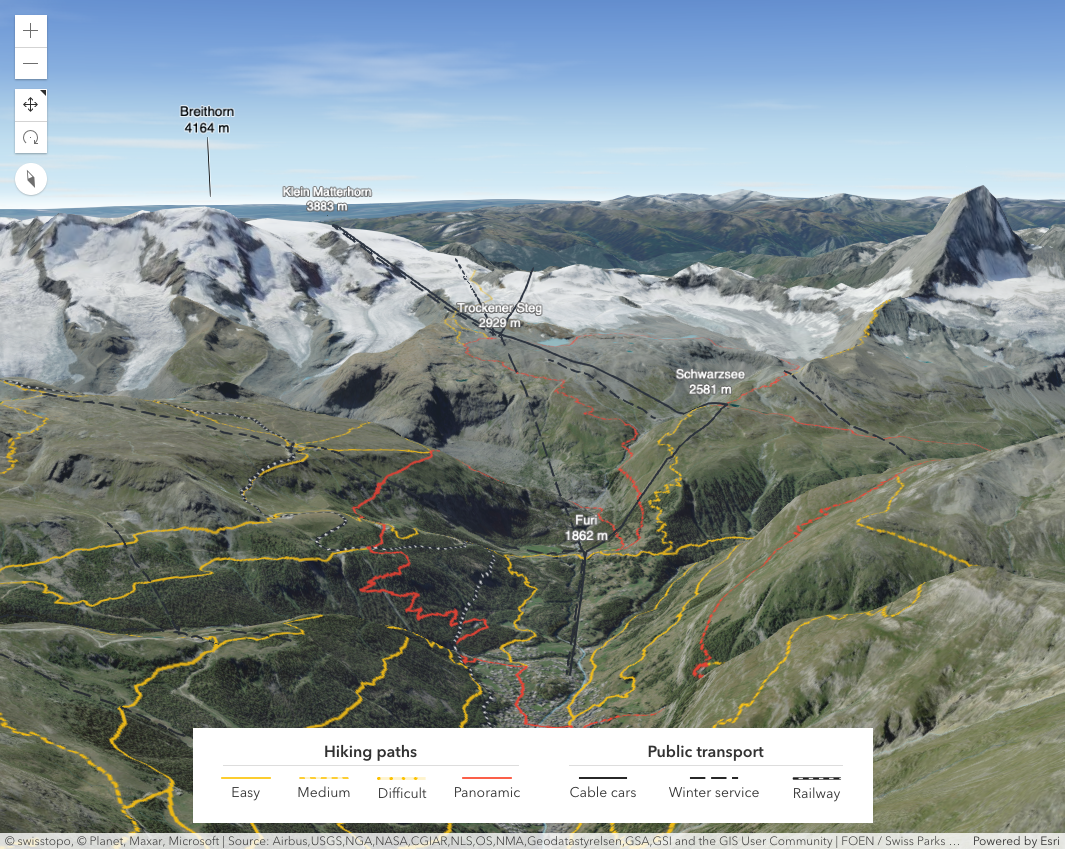 Breithorn
4164 m
Klein Matterhorn
3883 m
Trockener Steg
2929 m
Schwarzsee
2581 m
Furi
1862 m
Hiking paths
Public transport
Easy
Medium
Difficult
Panoramic
Cable cars
Winter service
Railway
© swisstopo, © Planet, Maxar, Microsoft | Source: Airbus,USGS,NGA,NASA,CGIAR,NLS,OS,NMA,Geodatastyrelsen,GSA,GSI and the GIS User Community | FOEN / Swiss Parks ...
Powered by Esri